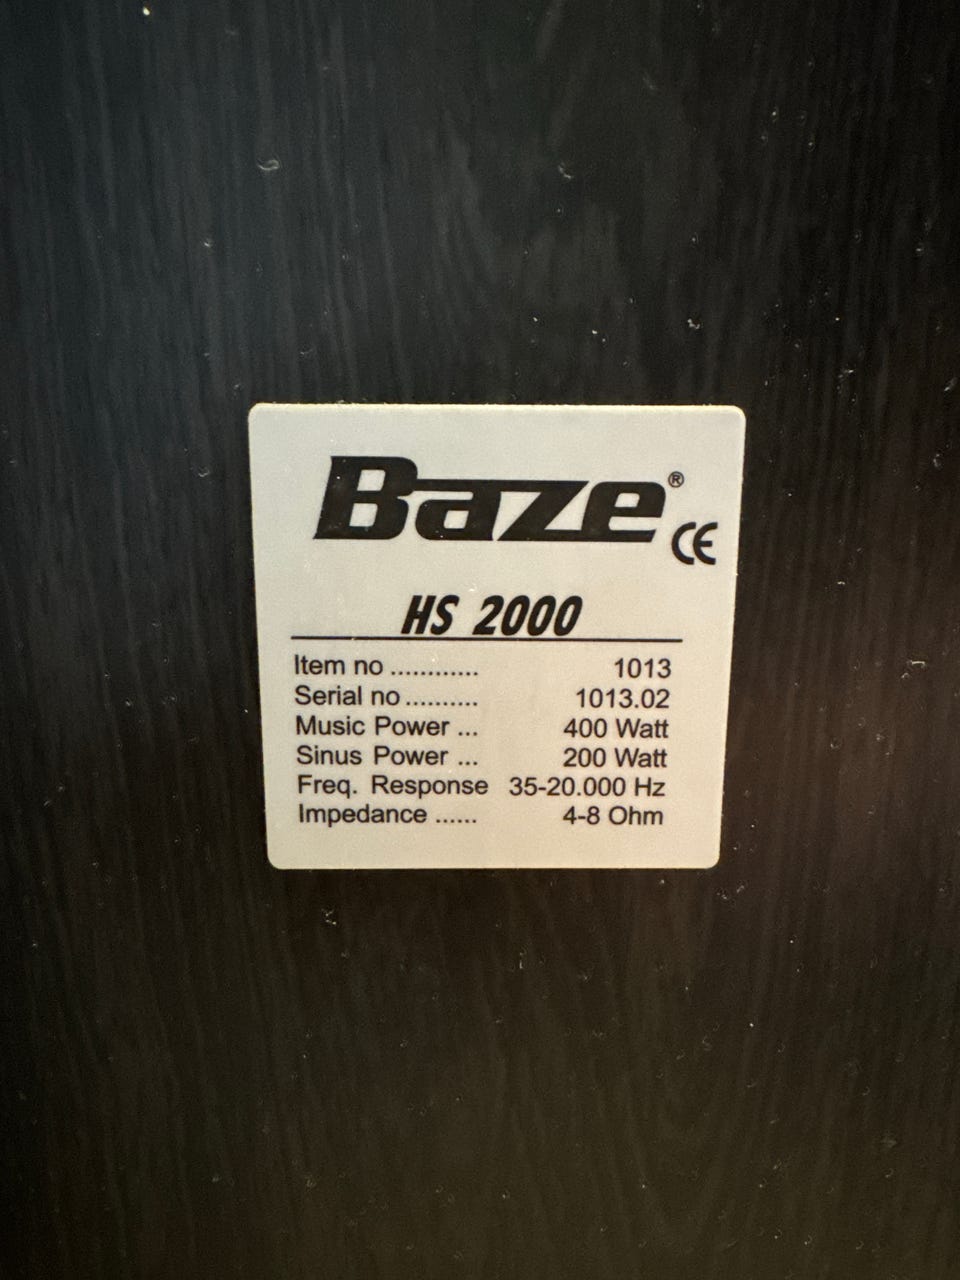 Baze®
CE
HS 2000
Item no ............ 1013
Serial no .......... 1013.02
Music Power ... 400 Watt
Sinus Power ... 200 Watt
Freq. Response 35-20.000 Hz
Impedance ...... 4-8 Ohm